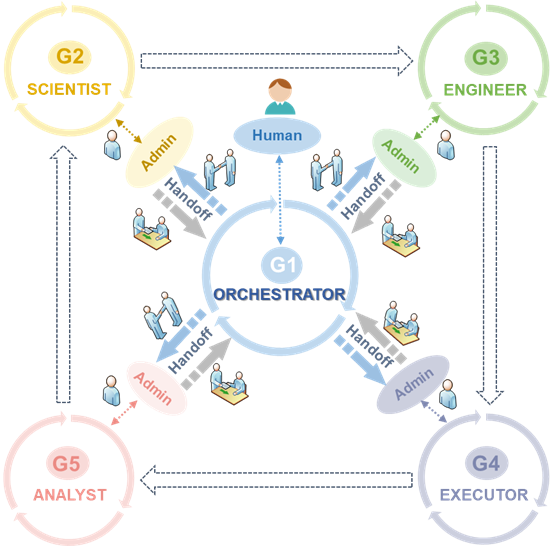 G2
SCIENTIST
G3
ENGINEER
Human
Admin
Admin
Handoff
Handoff
G1
ORCHESTRATOR
Handoff
Handoff
Admin
Admin
G5
ANALYST
G4
EXECUTOR